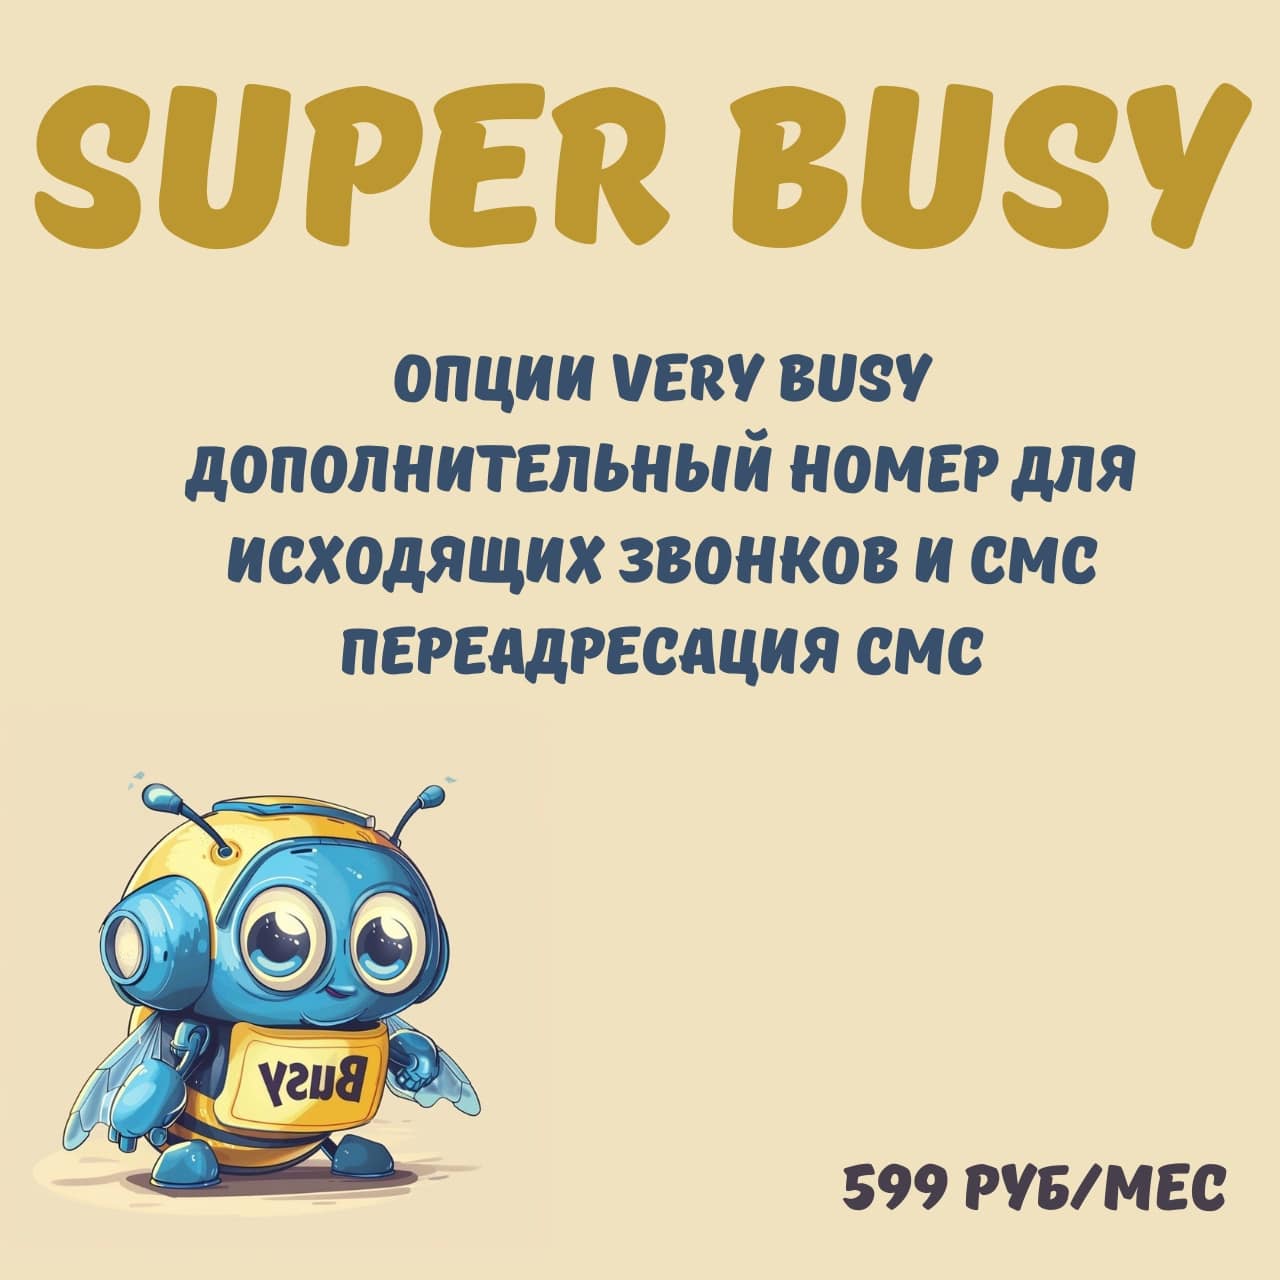 SUPER BUSY
ОПЦИИ VERY BUSY
ДОПОЛНИТЕЛЬНЫЙ НОМЕР ДЛЯ
ИСХОДЯЩИХ ЗВОНКОВ И СМС
ПЕРЕАДРЕСАЦИЯ СМС
Busy
599 РУБ/МЕС